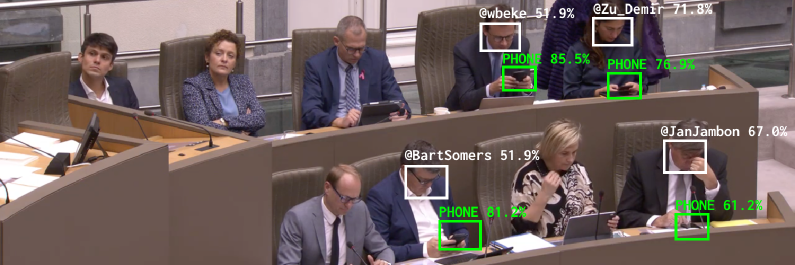 @wbeke 51.9%
@Zu_Demir 71.8%
PHONE 85.5%
PHONE 76.9%
@BartSomers 51.9%
@JanJambon 67.0%
PHONE 81.2%
PHONE 61.2%